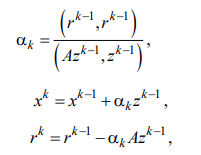 α_k = (r^{k-1}, r^{k-1}) / (Az^{k-1}, z^{k-1}),
x^k = x^{k-1} + α_k z^{k-1},
r^k = r^{k-1} − α_k Az^{k-1},